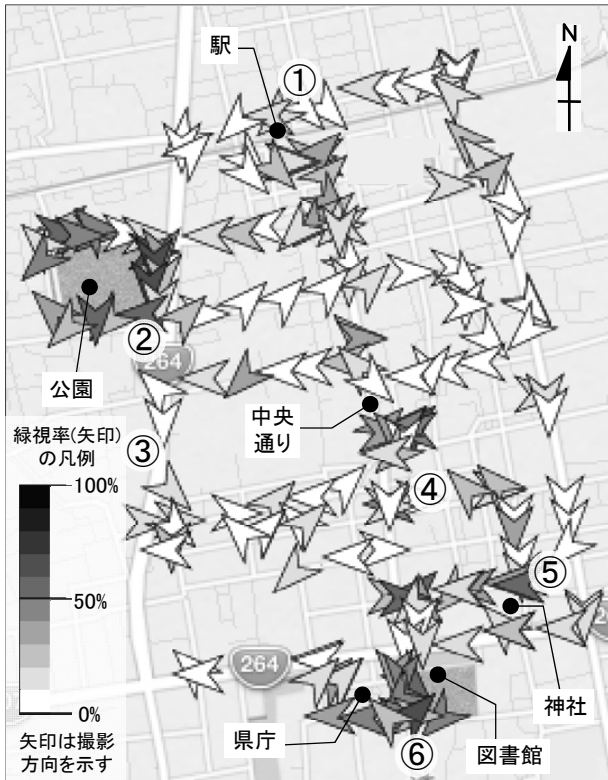 駅
①
N
②
264
公園
中央
通り
③
緑視率(矢印)
の凡例
100%
50%
0%
矢印は撮影
方向を示す
④
⑤
神社
264
県庁
図書館
⑥